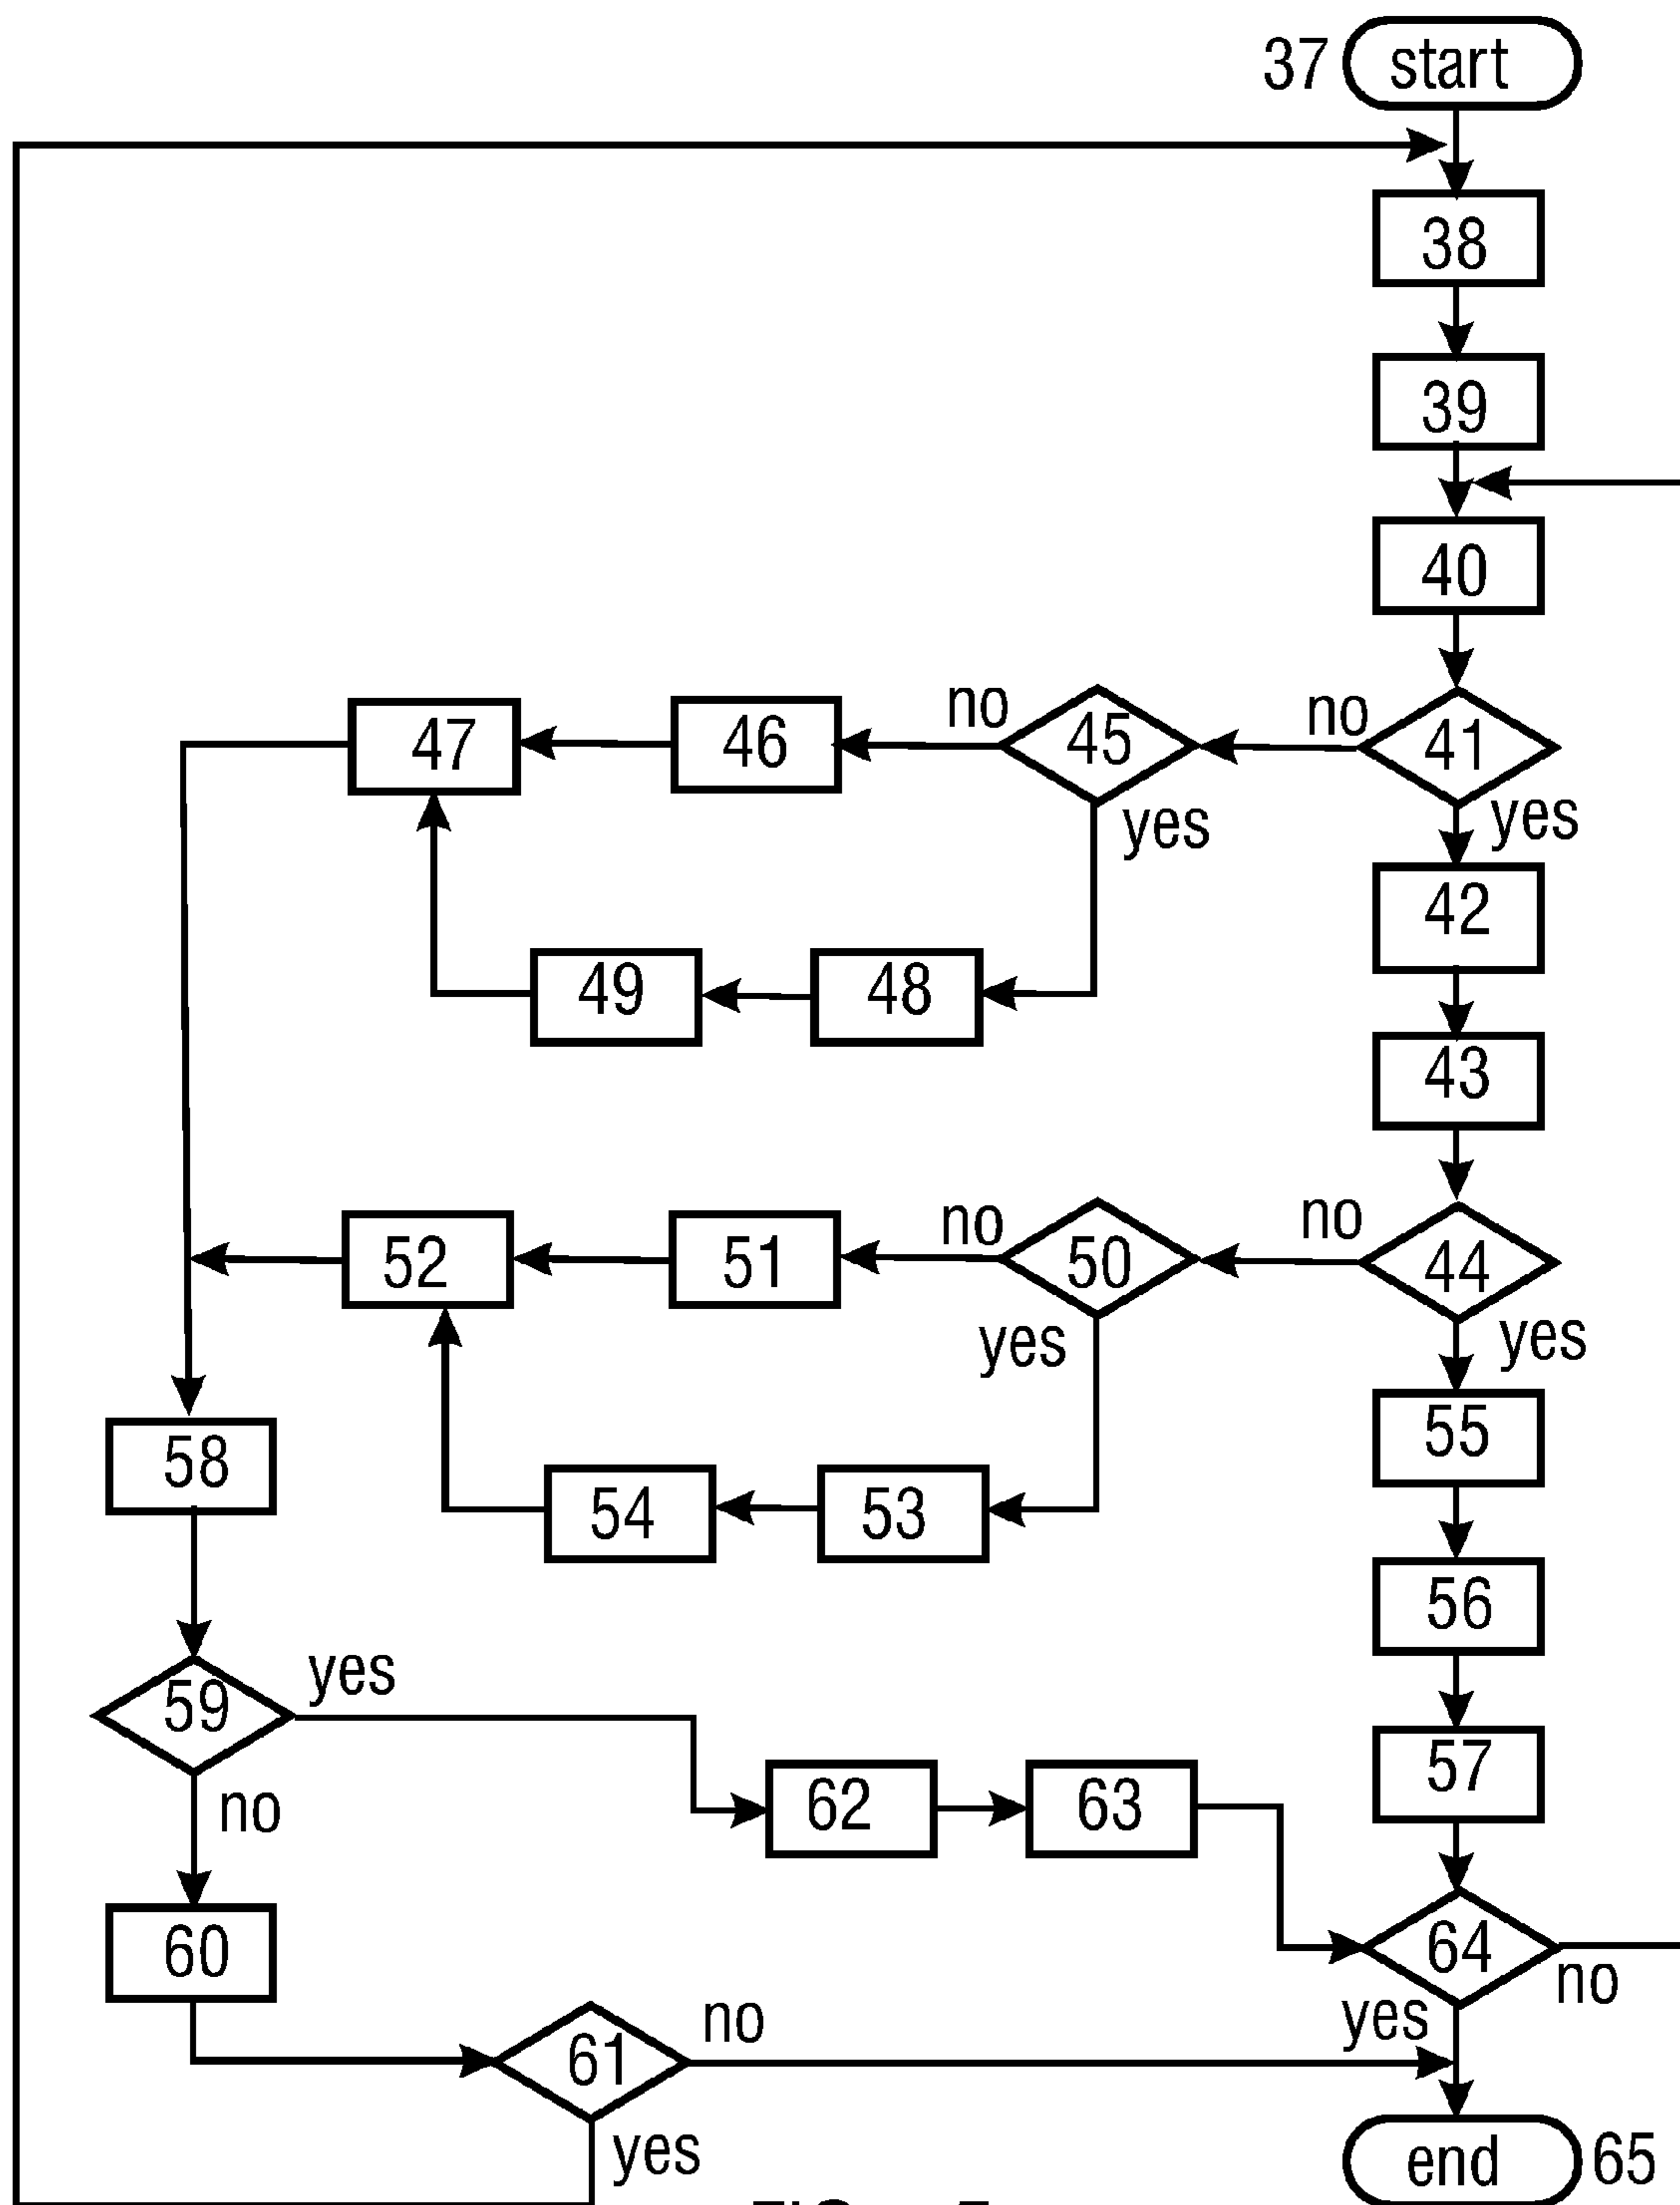 37 start
38
39
40
47 46 no 45 no 41
yes yes
42
49 48
43
52 51 no 50 no 44
yes yes
55
58
54 53
56
59 yes
57
no 62 63
60 64 no
61 no yes
yes end 65